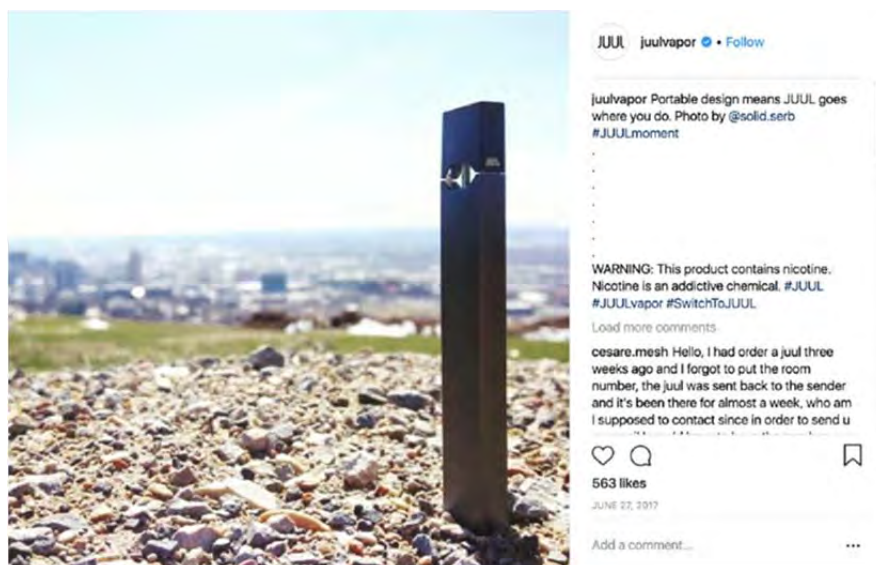 JUUL juulvapor • Follow
juulvapor Portable design means JUUL goes
where you do. Photo by @solid.serb
#JUULmoment
.
.
.
.
.
.
.
WARNING: This product contains nicotine.
Nicotine is an addictive chemical. #JUUL
#JUULvapor #SwitchToJUUL
Load more comments
cesare.mesh Hello, I had order a juul three
weeks ago and I forgot to put the room
number, the juul was sent back to the sender
and it's been there for almost a week, who am
I supposed to contact since in order to send u
563 likes
JUNE 27, 2017
Add a comment...